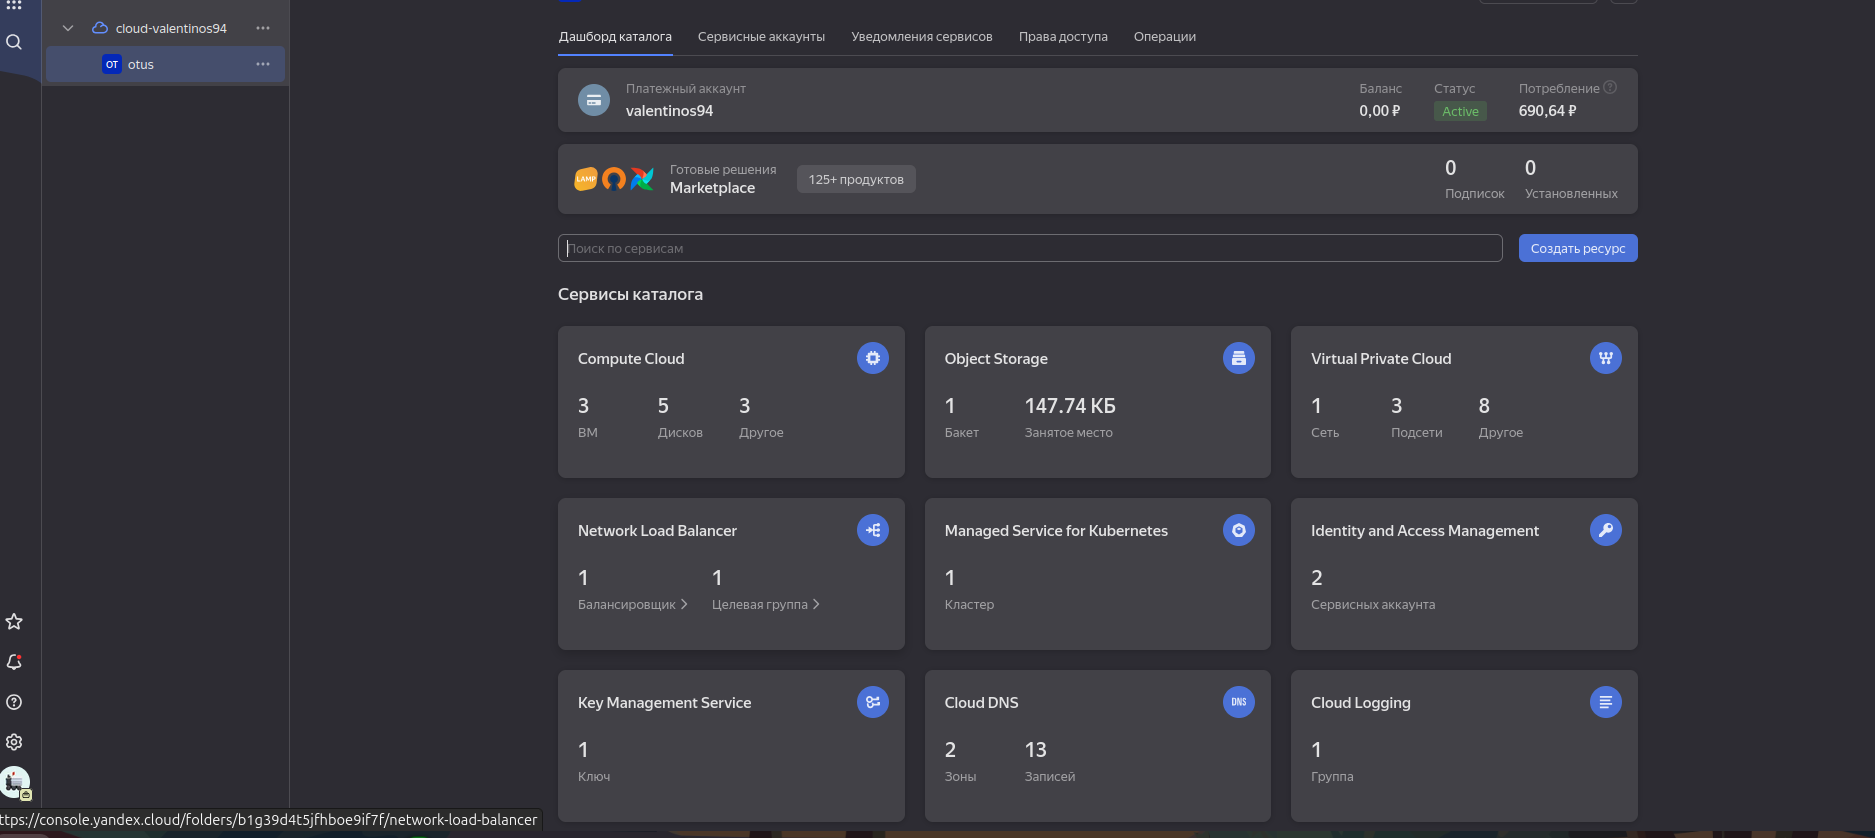 cloud-valentinos94
OT otus
Дашборд каталога Сервисные аккаунты Уведомления сервисов Права доступа Операции
Платежный аккаунт
valentinos94
Баланс Статус Потребление
0,00 ₽ Active 690,64 ₽
LAMP
Готовые решения
Marketplace
125+ продуктов
0 0
Подписок Установленных
Поиск по сервисам
Создать ресурс
Сервисы каталога
Compute Cloud
3 5 3
ВМ Дисков Другое
Object Storage
1 147.74 КБ
Бакет Занятое место
Virtual Private Cloud
1 3 8
Сеть Подсети Другое
Network Load Balancer
1 1
Балансировщик Целевая группа
Managed Service for Kubernetes
1
Кластер
Identity and Access Management
2
Сервисных аккаунта
Key Management Service
1
Ключ
Cloud DNS
DNS
2 13
Зоны Записей
Cloud Logging
1
Группа
ttps://console.yandex.cloud/folders/b1g39d4t5jfhboe9if7f/network-load-balancer